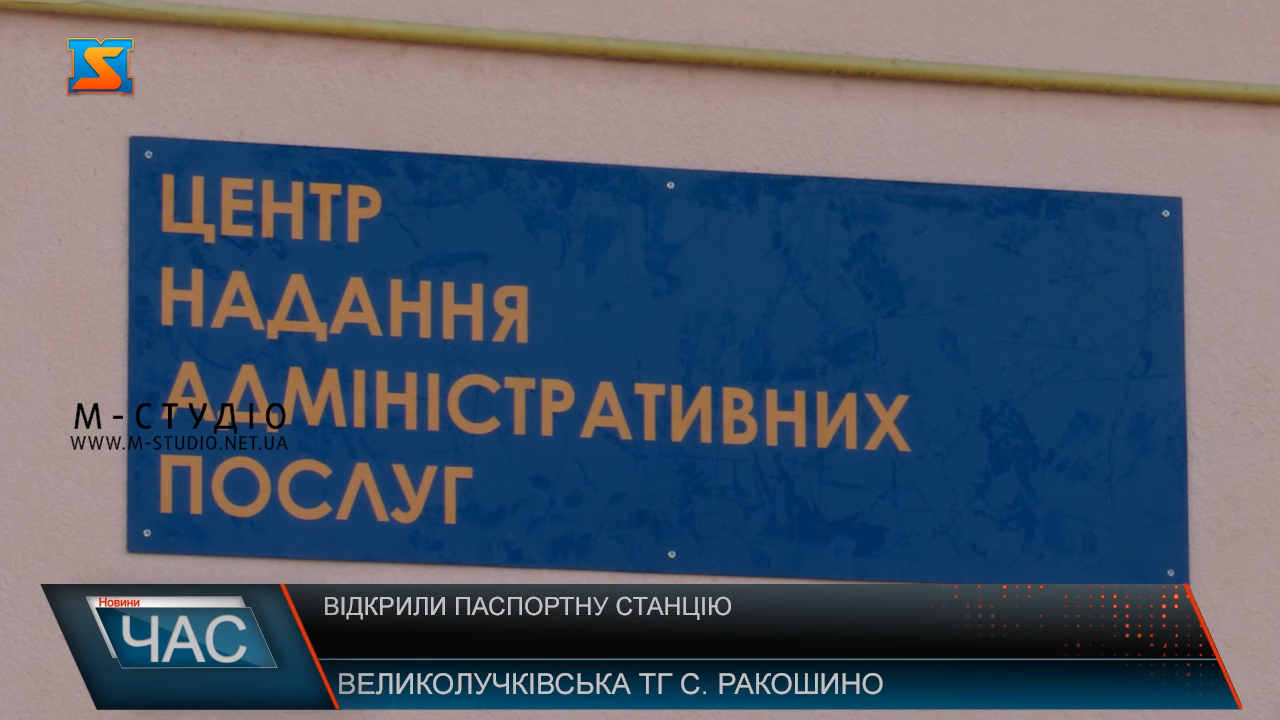 ЦЕНТР
НАДАННЯ
АДМІНІСТРАТИВНИХ
М-СТУДІО
WWW.M-STUDIO.NET.UA
ПОСЛУГ
Новини
ЧАС
ВІДКРИЛИ ПАСПОРТНУ СТАНЦІЮ
ВЕЛИКОЛУЧКІВСЬКА ТГ С. РАКОШИНО